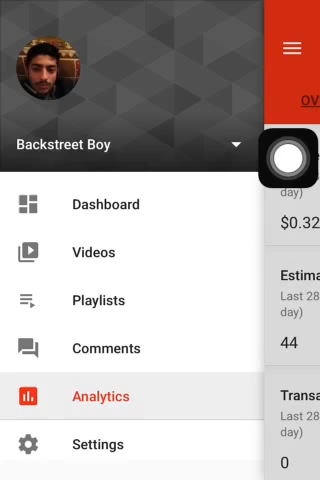 Backstreet Boy
Dashboard
Videos
Playlists
Comments
Analytics
Settings
OV
day)
$0.32
Estima
Last 28
day)
44
Transa
Last 28
day)
0